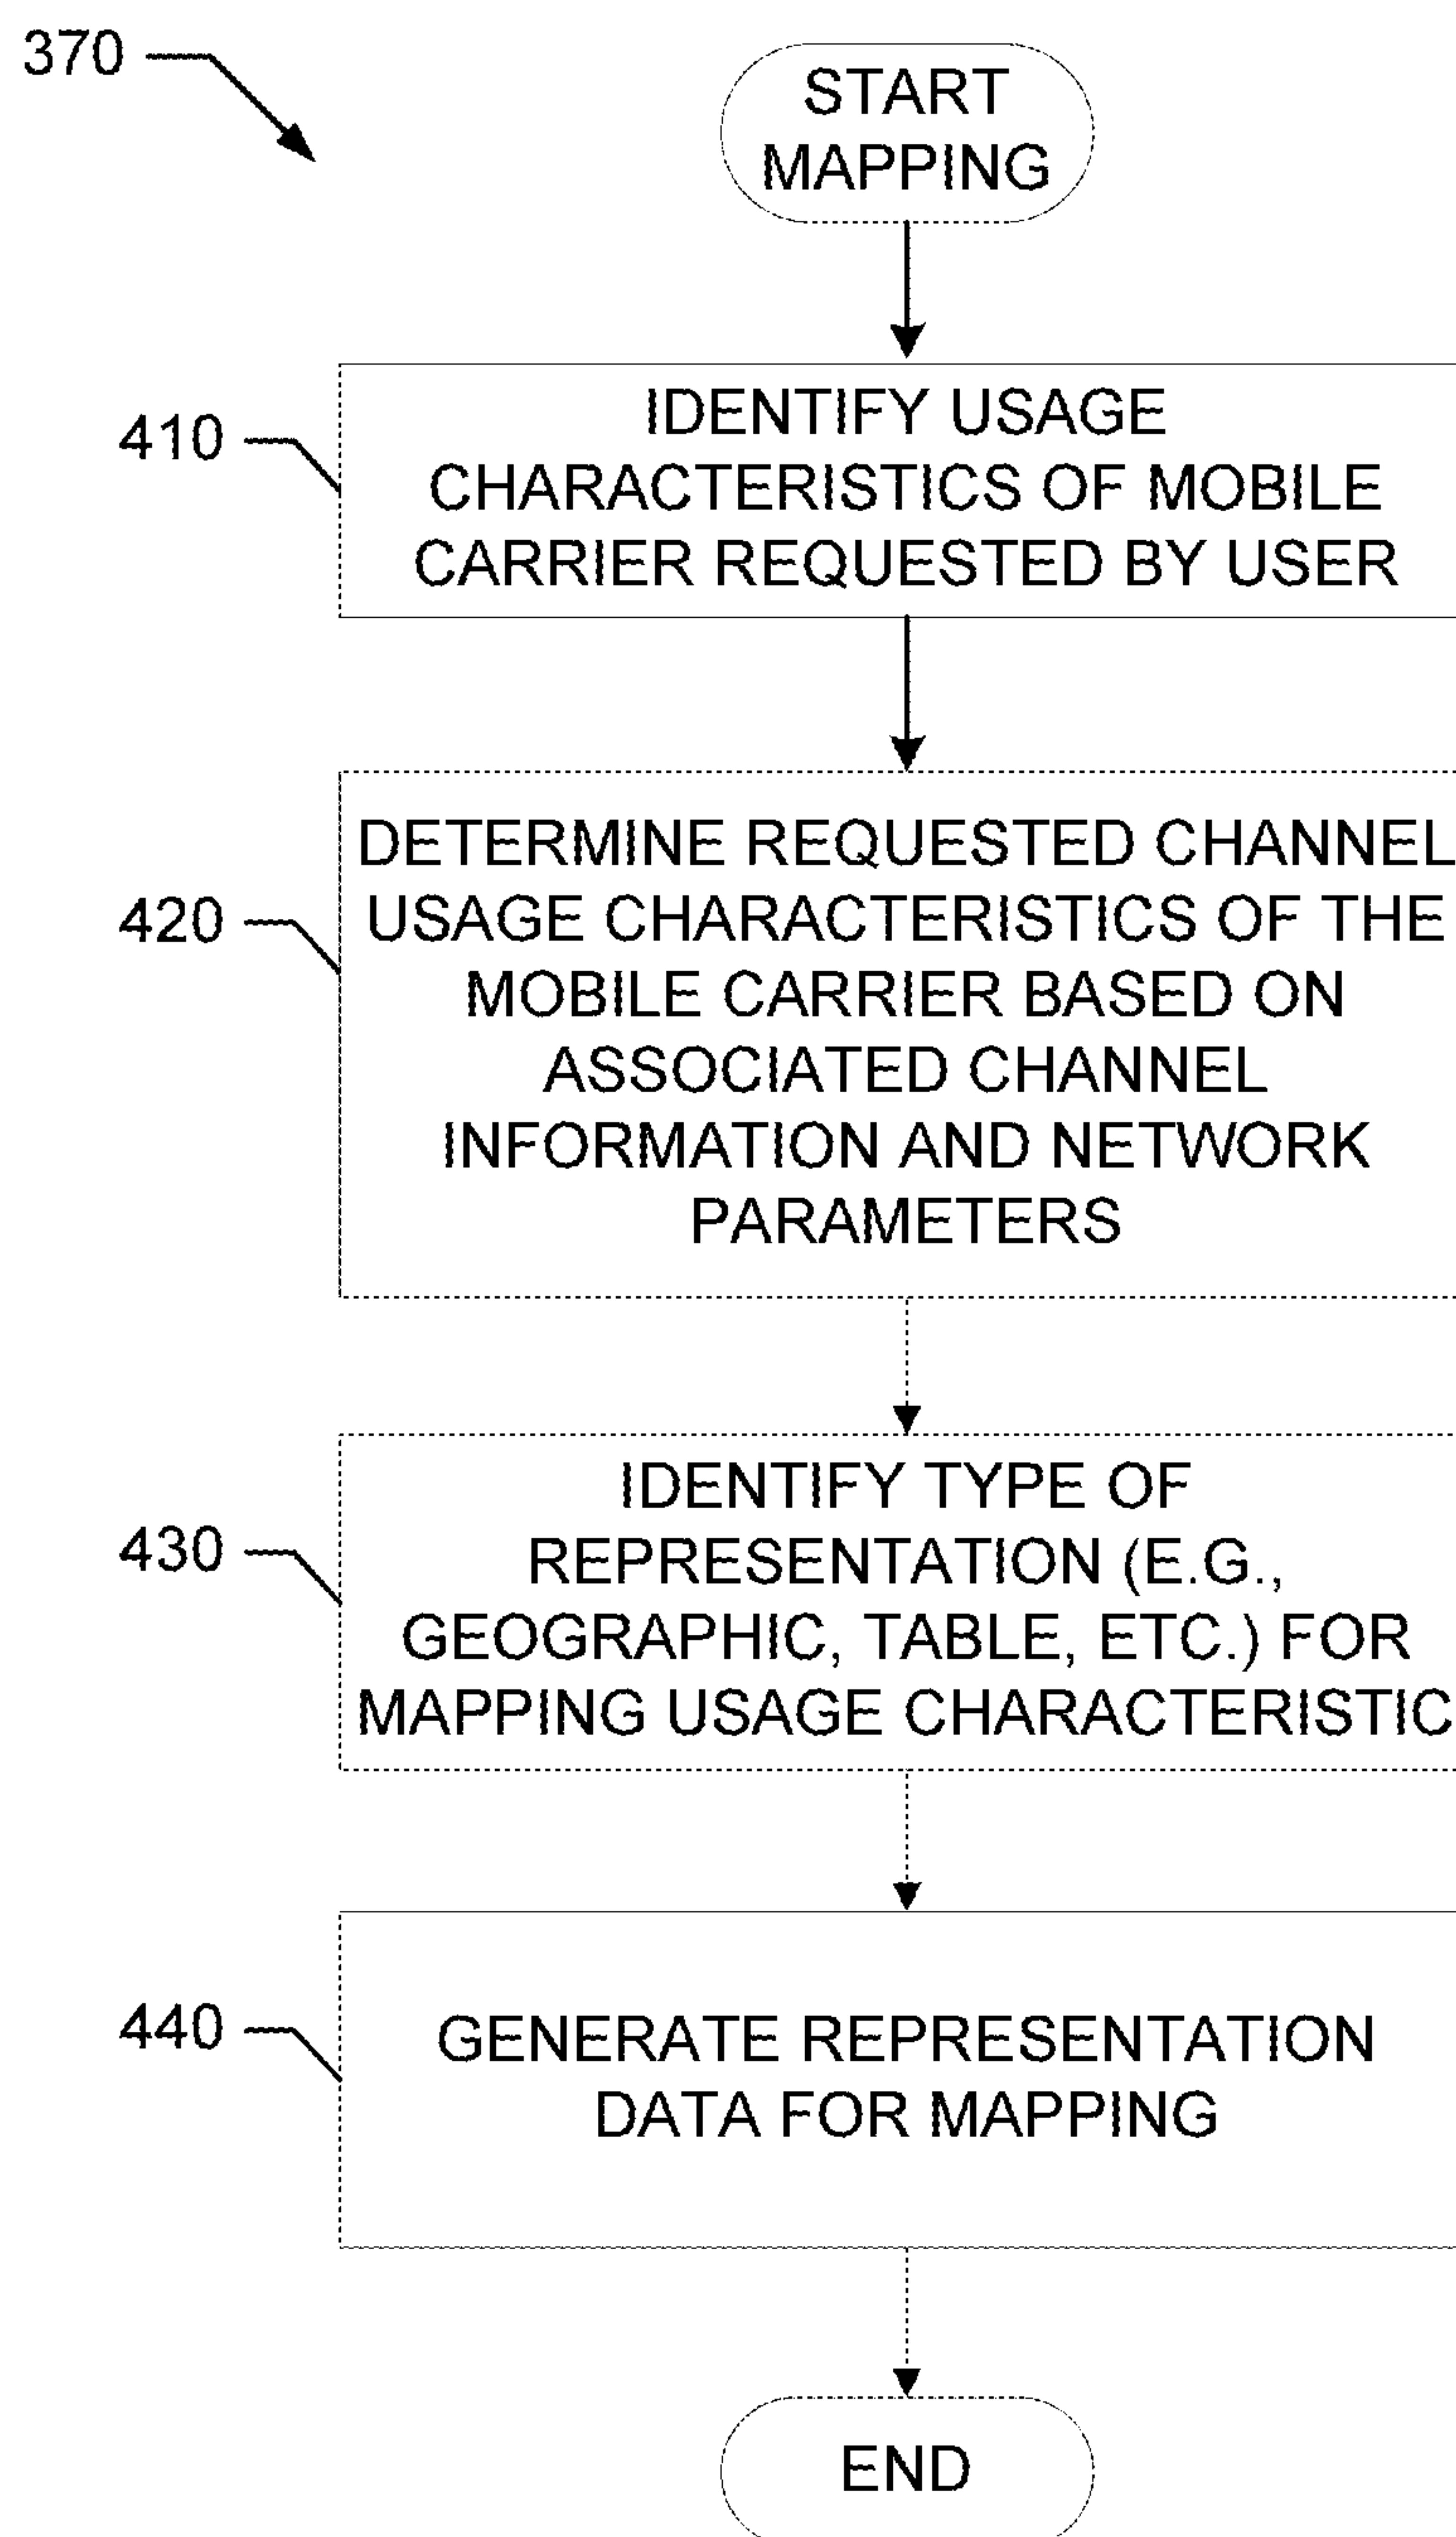 370
START
MAPPING
410
IDENTIFY USAGE
CHARACTERISTICS OF MOBILE
CARRIER REQUESTED BY USER
420
DETERMINE REQUESTED CHANNEL
USAGE CHARACTERISTICS OF THE
MOBILE CARRIER BASED ON
ASSOCIATED CHANNEL
INFORMATION AND NETWORK
PARAMETERS
430
IDENTIFY TYPE OF
REPRESENTATION (E.G.,
GEOGRAPHIC, TABLE, ETC.) FOR
MAPPING USAGE CHARACTERISTIC
440
GENERATE REPRESENTATION
DATA FOR MAPPING
END